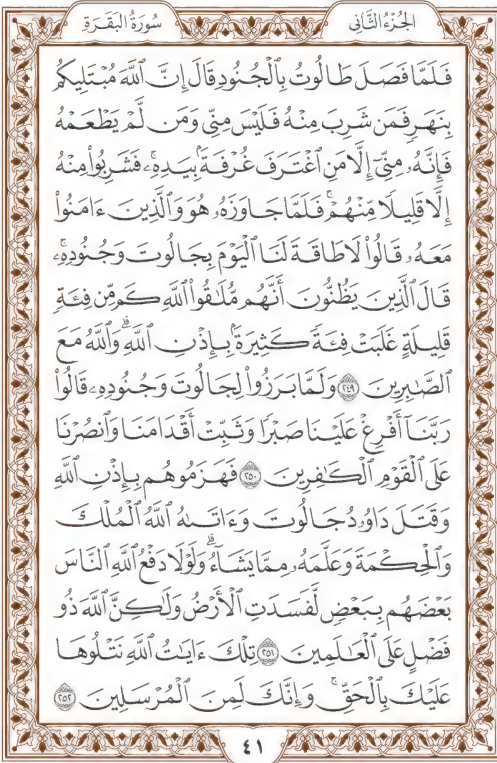 سُورَةُ البَقَرَةِ
الجُزْءُ الثَّانِي
فَلَمَّا فَصَلَ طَالُوتُ بِٱلۡجُنُودِ قَالَ إِنَّ ٱللَّهَ مُبۡتَلِيكُم
بِنَهَرٖ فَمَن شَرِبَ مِنۡهُ فَلَيۡسَ مِنِّي وَمَن لَّمۡ يَطۡعَمۡهُ
فَإِنَّهُۥ مِنِّيٓ إِلَّا مَنِ ٱغۡتَرَفَ غُرۡفَةَۢ بِيَدِهِۦۚ فَشَرِبُواْ مِنۡهُ
إِلَّا قَلِيلٗا مِّنۡهُمۡۚ فَلَمَّا جَاوَزَهُۥ هُوَ وَٱلَّذِينَ ءَامَنُواْ
مَعَهُۥ قَالُواْ لَا طَاقَةَ لَنَا ٱلۡيَوۡمَ بِجَالُوتَ وَجُنُودِهِۦۚ
قَالَ ٱلَّذِينَ يَظُنُّونَ أَنَّهُم مُّلَٰقُواْ ٱللَّهِ كَم مِّن فِئَةٖ
قَلِيلَةٍ غَلَبَتۡ فِئَةٗ كَثِيرَةَۢ بِإِذۡنِ ٱللَّهِۗ وَٱللَّهُ مَعَ
ٱلصَّٰبِرِينَ ٢٤٩ وَلَمَّا بَرَزُواْ لِجَالُوتَ وَجُنُودِهِۦ قَالُواْ
رَبَّنَآ أَفۡرِغۡ عَلَيۡنَا صَبۡرٗا وَثَبِّتۡ أَقۡدَامَنَا وَٱنصُرۡنَا
عَلَى ٱلۡقَوۡمِ ٱلۡكَٰفِرِينَ ٢٥٠ فَهَزَمُوهُم بِإِذۡنِ ٱللَّهِ
وَقَتَلَ دَاوُۥدُ جَالُوتَ وَءَاتَىٰهُ ٱللَّهُ ٱلۡمُلۡكَ
وَٱلۡحِكۡمَةَ وَعَلَّمَهُۥ مِمَّا يَشَآءُۗ وَلَوۡلَا دَفۡعُ ٱللَّهِ ٱلنَّاسَ
بَعۡضَهُم بِبَعۡضٖ لَّفَسَدَتِ ٱلۡأَرۡضُ وَلَٰكِنَّ ٱللَّهَ ذُو
فَضۡلٍ عَلَى ٱلۡعَٰلَمِينَ ٢٥١ تِلۡكَ ءَايَٰتُ ٱللَّهِ نَتۡلُوهَا
عَلَيۡكَ بِٱلۡحَقِّۚ وَإِنَّكَ لَمِنَ ٱلۡمُرۡسَلِينَ ٢٥٢
٤١